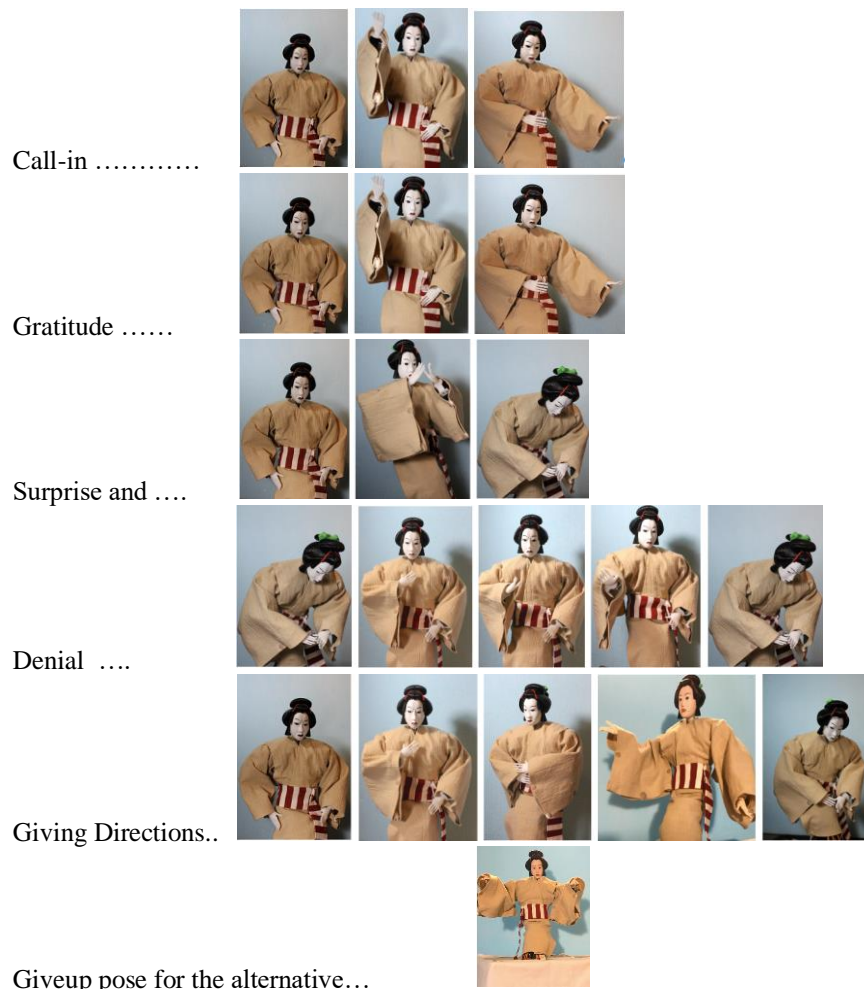 Call-in …………
Gratitude ……
Surprise and ….
Denial ….
Giving Directions..
Giveup pose for the alternative…